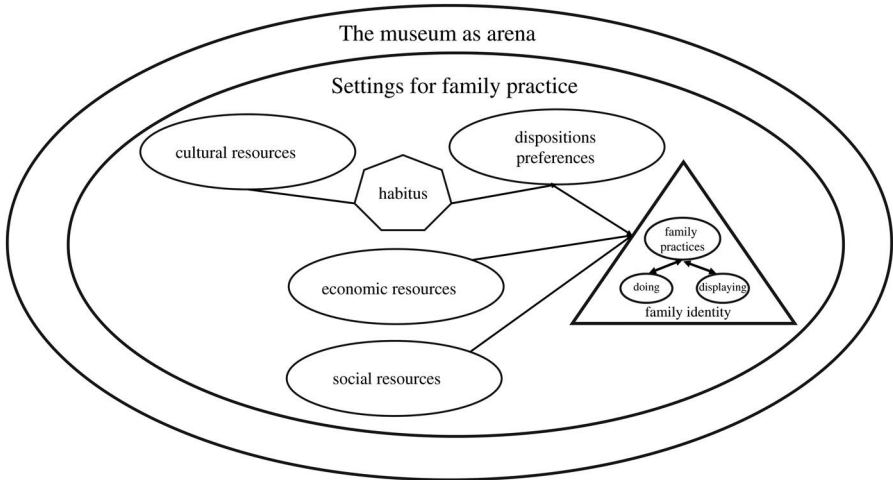 The museum as arena
Settings for family practice
cultural resources
dispositions
preferences
habitus
economic resources
social resources
family
practices
doing
displaying
family identity